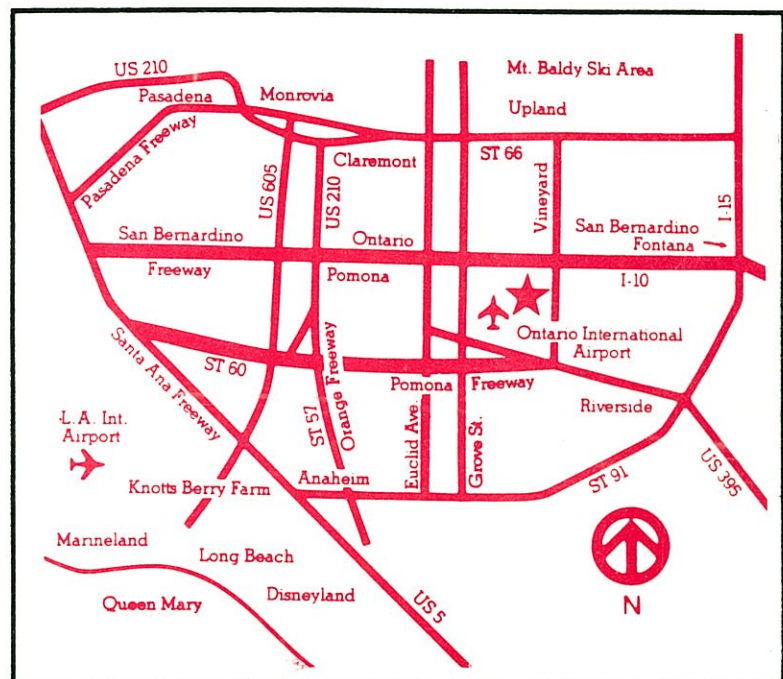 US 210
Pasadena
Monrovia
Mt. Baldy Ski Area
Upland
Pasadena Freeway
US 605
US 210
Claremont
ST 66
Vineyard
I-15
San Bernardino
Freeway
Ontario
Pomona
San Bernardino
Fontana
I-10
Ontario International
Airport
Santa Ana Freeway
ST 60
ST 57
Orange Freeway
Pomona Freeway
Euclid Ave.
Grove St.
Riverside
US 395
ST 91
L.A. Int.
Airport
Knotts Berry Farm
Anaheim
Marineland
Long Beach
Queen Mary
Disneyland
US 5
N